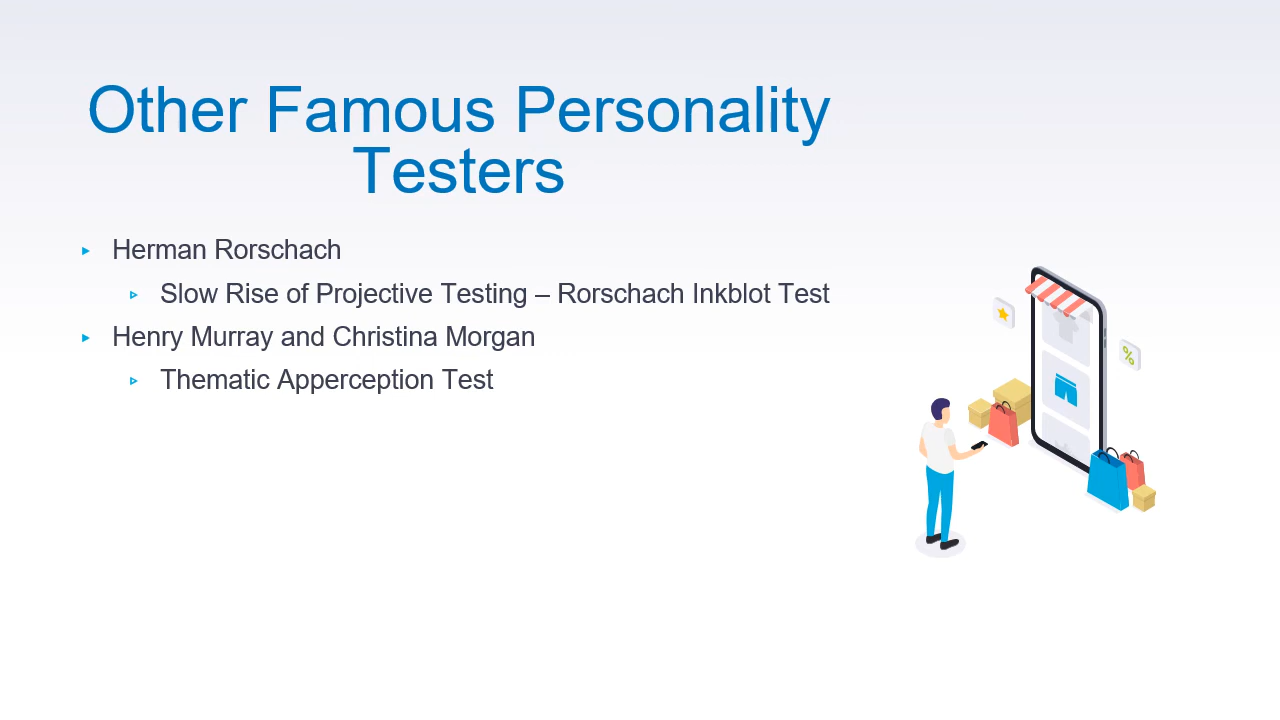 Other Famous Personality
Testers
Herman Rorschach
Slow Rise of Projective Testing – Rorschach Inkblot Test
Henry Murray and Christina Morgan
Thematic Apperception Test
%